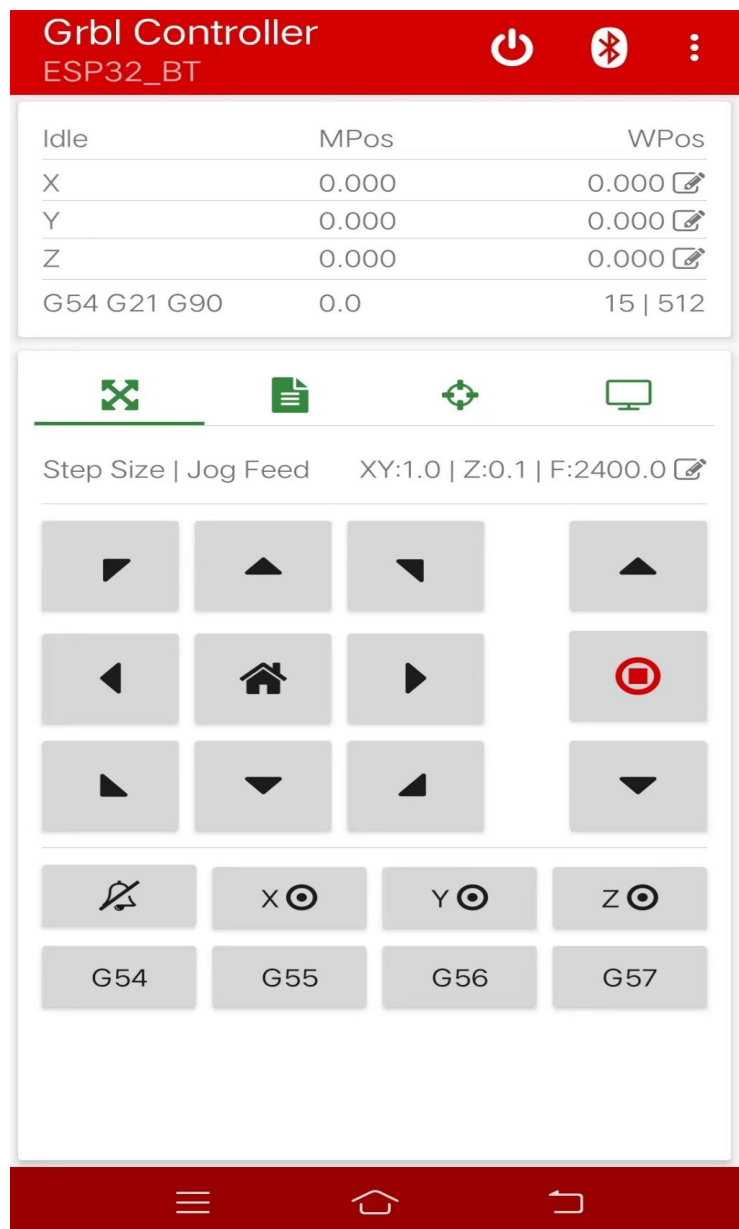 Grbl Controller
ESP32_BT
Idle MPos WPos
X 0.000 0.000
Y 0.000 0.000
Z 0.000 0.000
G54 G21 G90 0.0 15 | 512
Step Size | Jog Feed XY:1.0 | Z:0.1 | F:2400.0
X Y Z
G54 G55 G56 G57